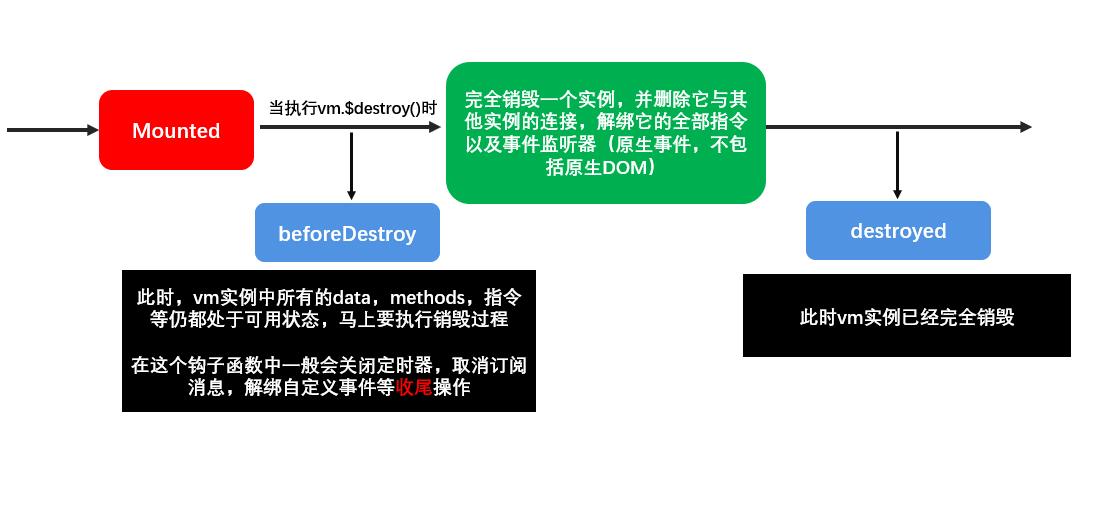 Mounted
当执行vm.$destroy()时
完全销毁一个实例，并删除它与其
他实例的连接，解绑它的全部指令
以及事件监听器（原生事件，不包
括原生DOM）
beforeDestroy
destroyed
此时，vm实例中所有的data，methods，指令
等仍都处于可用状态，马上要执行销毁过程
在这个钩子函数中一般会关闭定时器，取消订阅
消息，解绑自定义事件等收尾操作
此时vm实例已经完全销毁